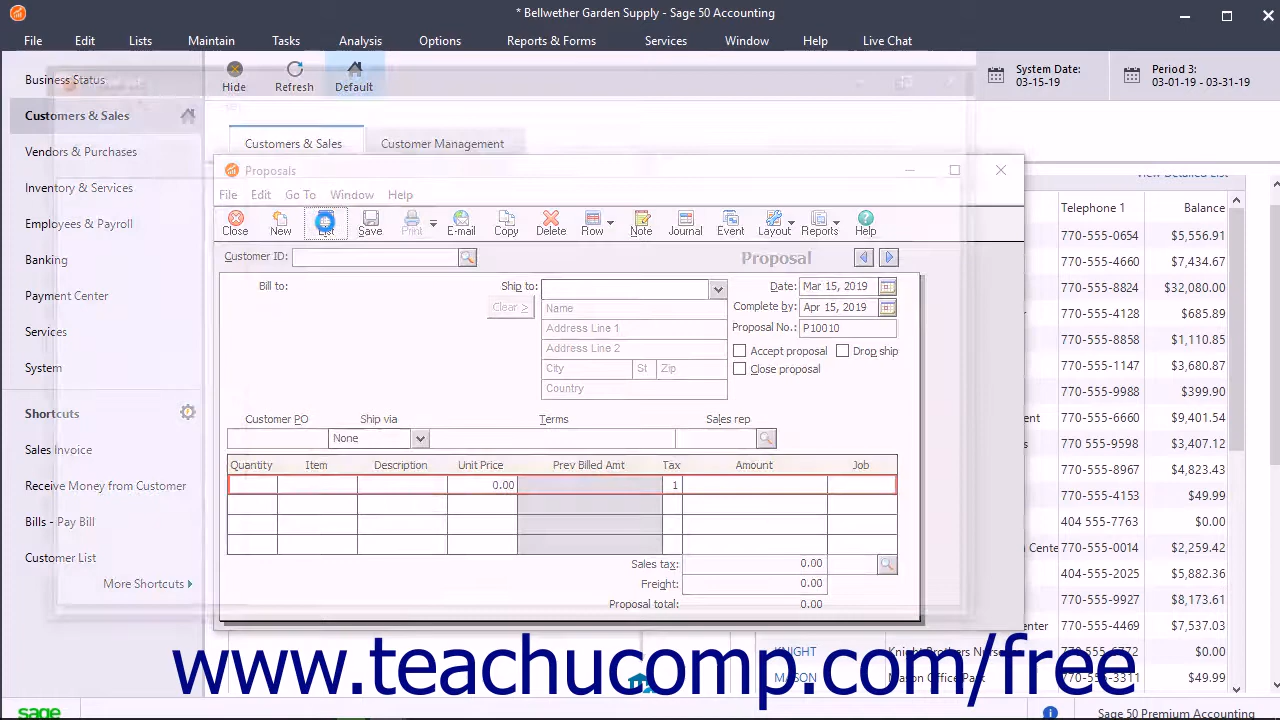 * Bellwether Garden Supply - Sage 50 Accounting
File Edit Lists Maintain Tasks Analysis Options Reports & Forms Services Window Help Live Chat
Business Status
Customers & Sales
Vendors & Purchases
Inventory & Services
Employees & Payroll
Banking
Payment Center
Services
System
Shortcuts
Sales Invoice
Receive Money from Customer
Bills - Pay Bill
Customer List
More Shortcuts
Hide Refresh Default
System Date:
03-15-19
Period 3:
03-01-19 - 03-31-19
Customers & Sales Customer Management
View Detailed List
Proposals
File Edit Go To Window Help
Close New List Save Print E-mail Copy Delete Row Note Journal Event Layout Reports Help
Customer ID:
Proposal
Bill to:
Ship to:
Clear >
Name
Address Line 1
Address Line 2
City St Zip
Country
Date: Mar 15, 2019
Complete by: Apr 15, 2019
Proposal No.: P10010
Accept proposal Drop ship
Close proposal
Customer PO Ship via Terms Sales rep
None
Quantity Item Description Unit Price Prev Billed Amt Tax Amount Job
0.00 1
Sales tax: 0.00
Freight: 0.00
Proposal total: 0.00
Telephone 1 Balance
770-555-0654 $5,556.91
770-555-4660 $7,434.67
770-555-8824 $32,080.00
770-555-4128 $685.89
770-555-8858 $1,110.85
770-555-1147 $3,680.87
770-555-9988 $399.90
770-555-6660 $9,401.54
770 555-9598 $3,407.12
770-555-8967 $4,823.43
770-555-4153 $49.99
404 555-7763 $0.00
770-555-0014 $2,259.42
404-555-2025 $5,882.36
770-555-9927 $8,173.61
770-555-4469 $7,537.03
KNIGHT Knight Brothers $0.00
MASON Mason Office Park $49.99
www.teachucomp.com/free
sage
Sage 50 Premium Accounting